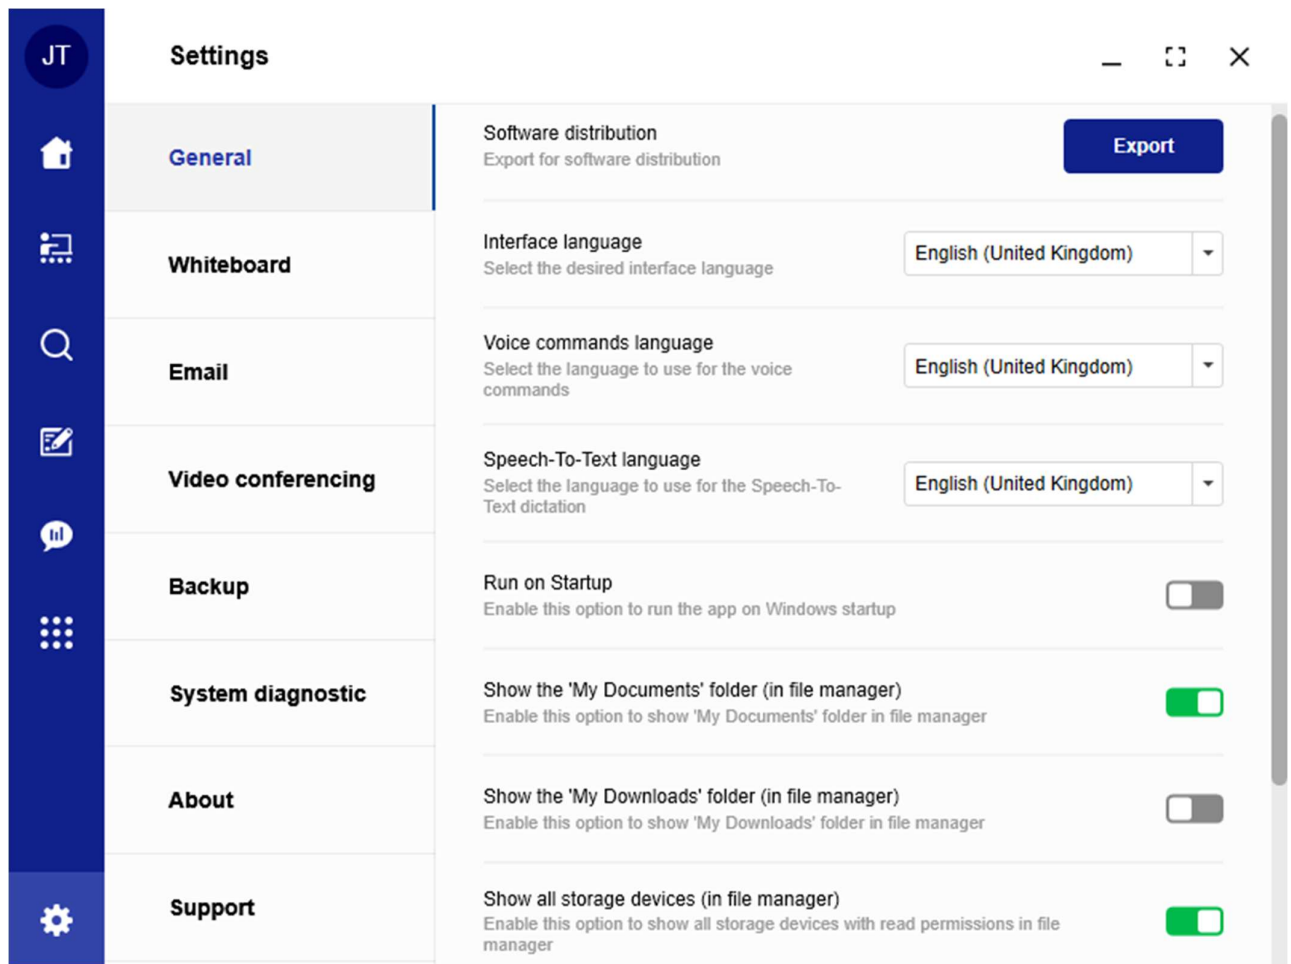 JT
Settings
General
Whiteboard
Email
Video conferencing
Backup
System diagnostic
About
Support
Software distribution
Export for software distribution
Export
Interface language
Select the desired interface language
English (United Kingdom)
Voice commands language
Select the language to use for the voice
commands
English (United Kingdom)
Speech-To-Text language
Select the language to use for the Speech-To-
Text dictation
English (United Kingdom)
Run on Startup
Enable this option to run the app on Windows startup
Show the 'My Documents' folder (in file manager)
Enable this option to show 'My Documents' folder in file manager
Show the 'My Downloads' folder (in file manager)
Enable this option to show 'My Downloads' folder in file manager
Show all storage devices (in file manager)
Enable this option to show all storage devices with read permissions in file
manager